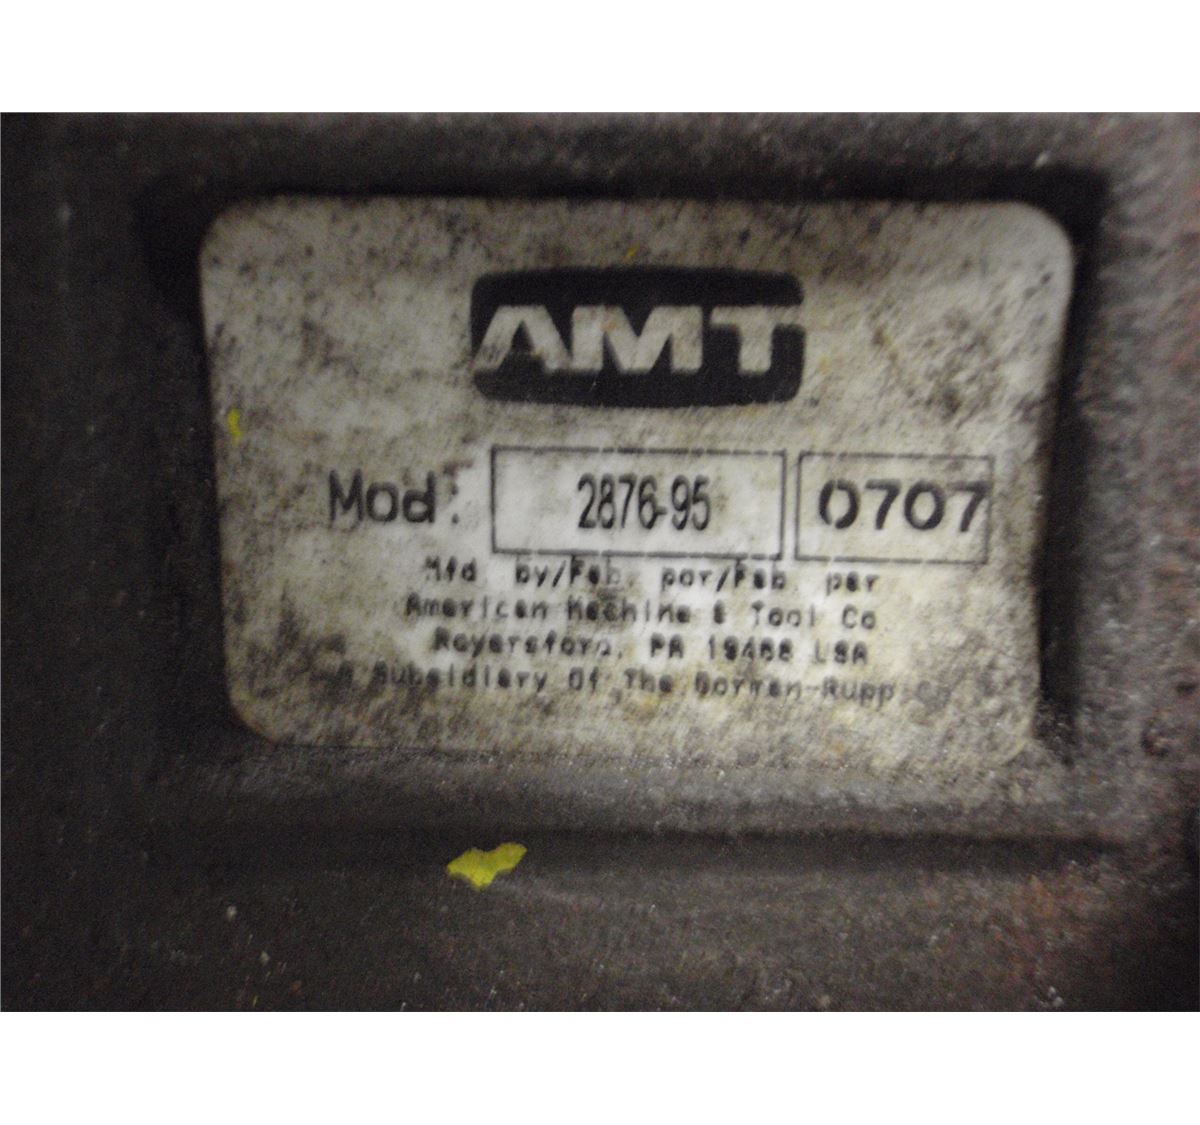 AMT
Mod: 2876-95 0707
Mfd by/Fab. par/Fab. per
American Machine & Tool Co
Royersford, PA 19468 USA
A Subsidiary Of The Gorman-Rupp Co